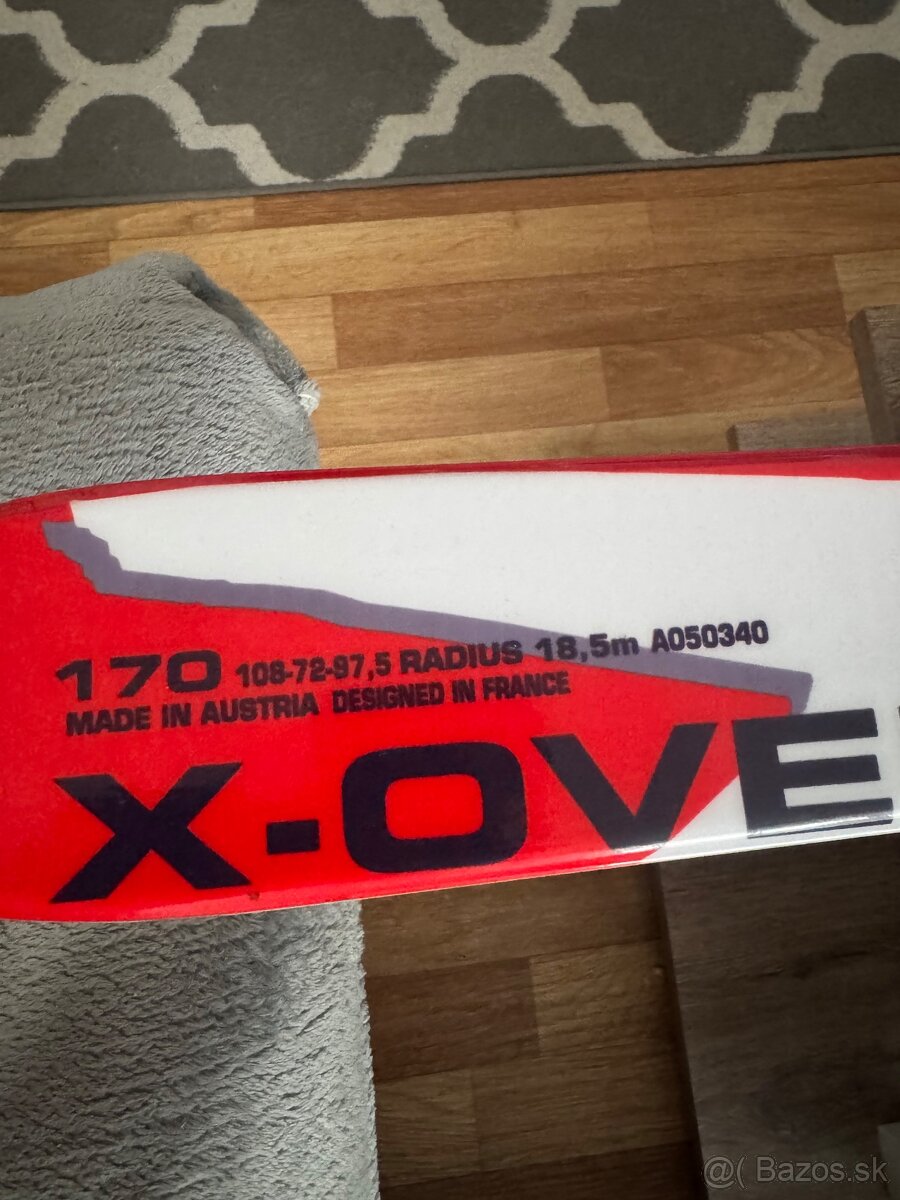 170 108-72-97,5 RADIUS 18,5m A050340
MADE IN AUSTRIA DESIGNED IN FRANCE
X-OVE
@( Bazos.sk